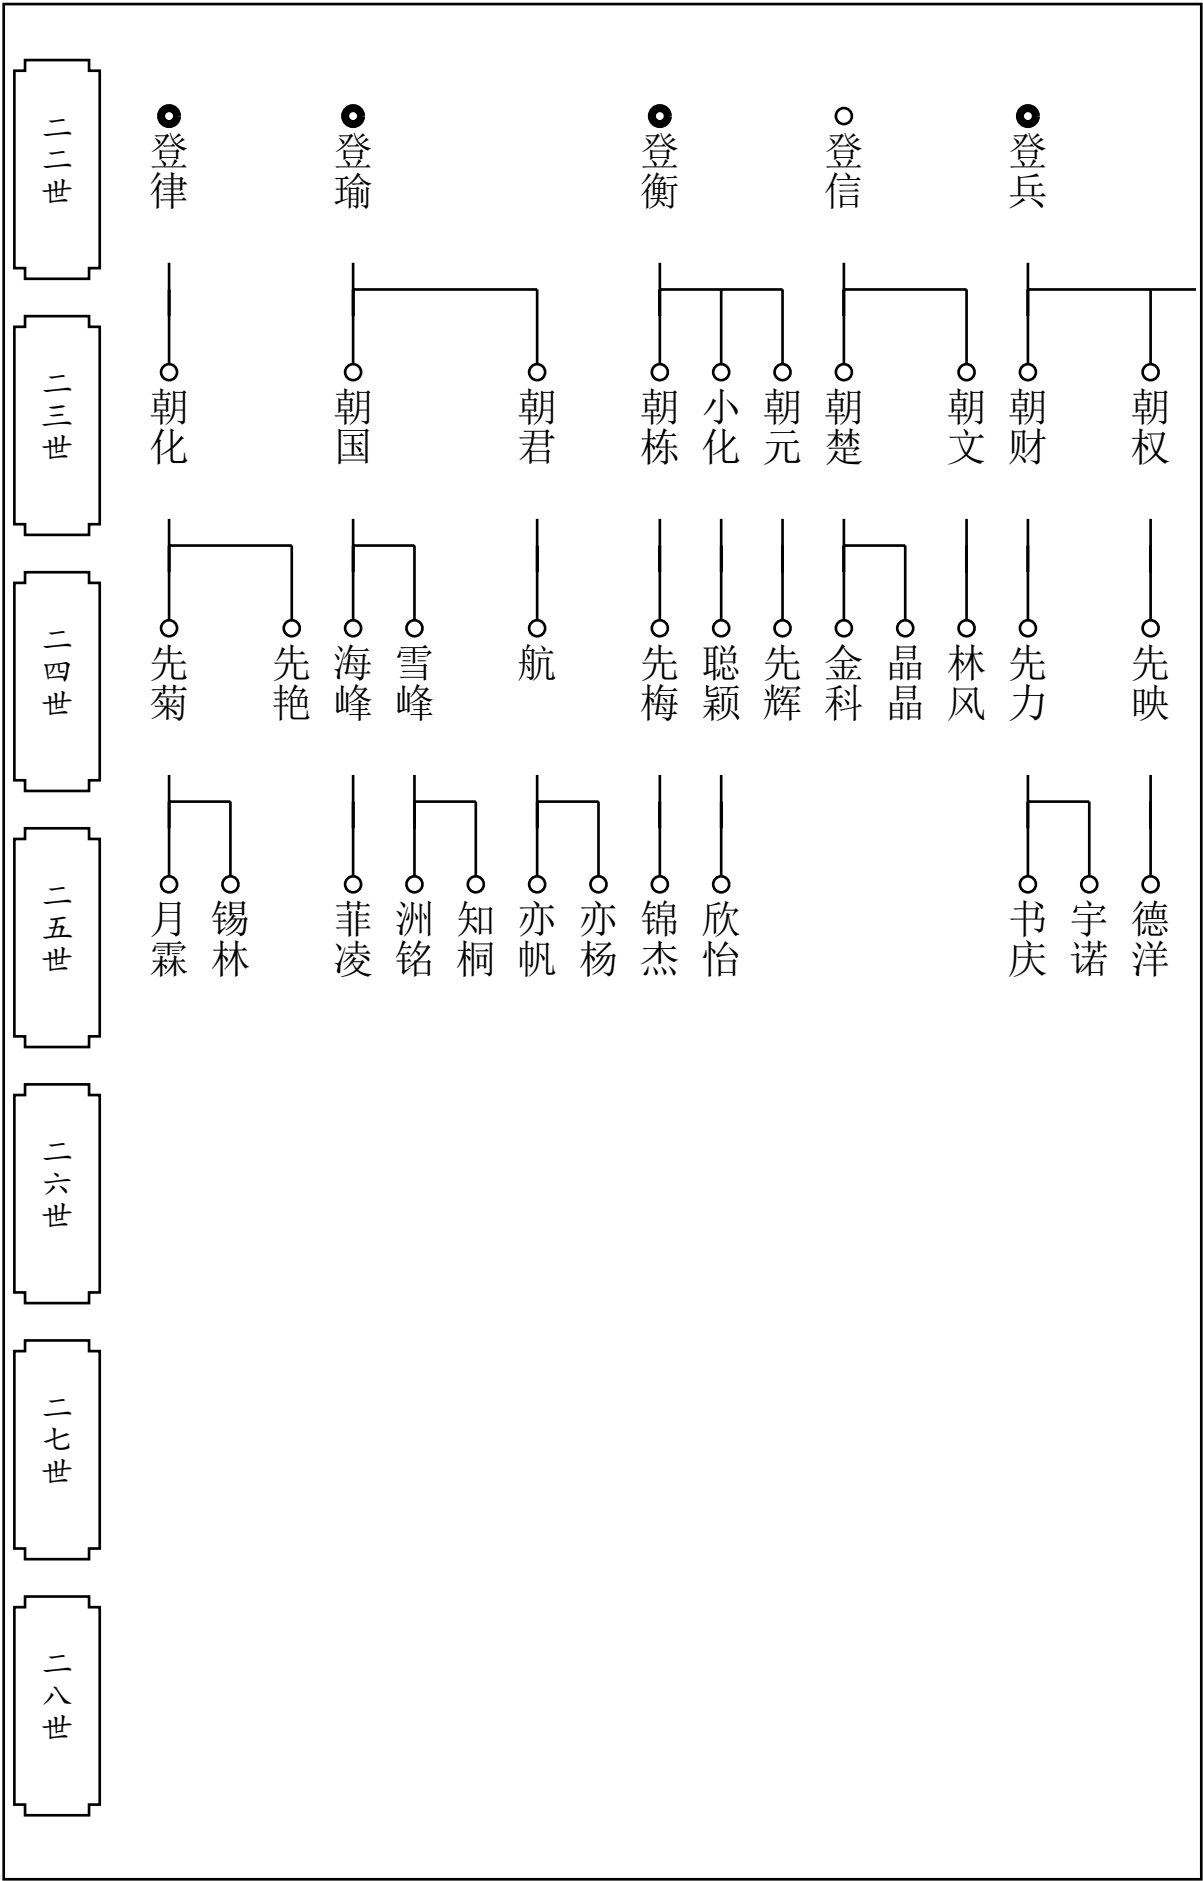 二二世
登律
登瑜
登衡
登信
登兵
二三世
朝化
朝国
朝君
朝栋
小化
朝元
朝楚
朝文
朝财
朝权
二四世
先菊
先艳
海峰
雪峰
航
先梅
聪颖
先辉
金科
晶晶
林风
先力
先映
二五世
月霖
锡林
菲凌
洲铭
知桐
亦帆
亦杨
锦杰
欣怡
书庆
宇诺
德洋
二六世
二七世
二八世